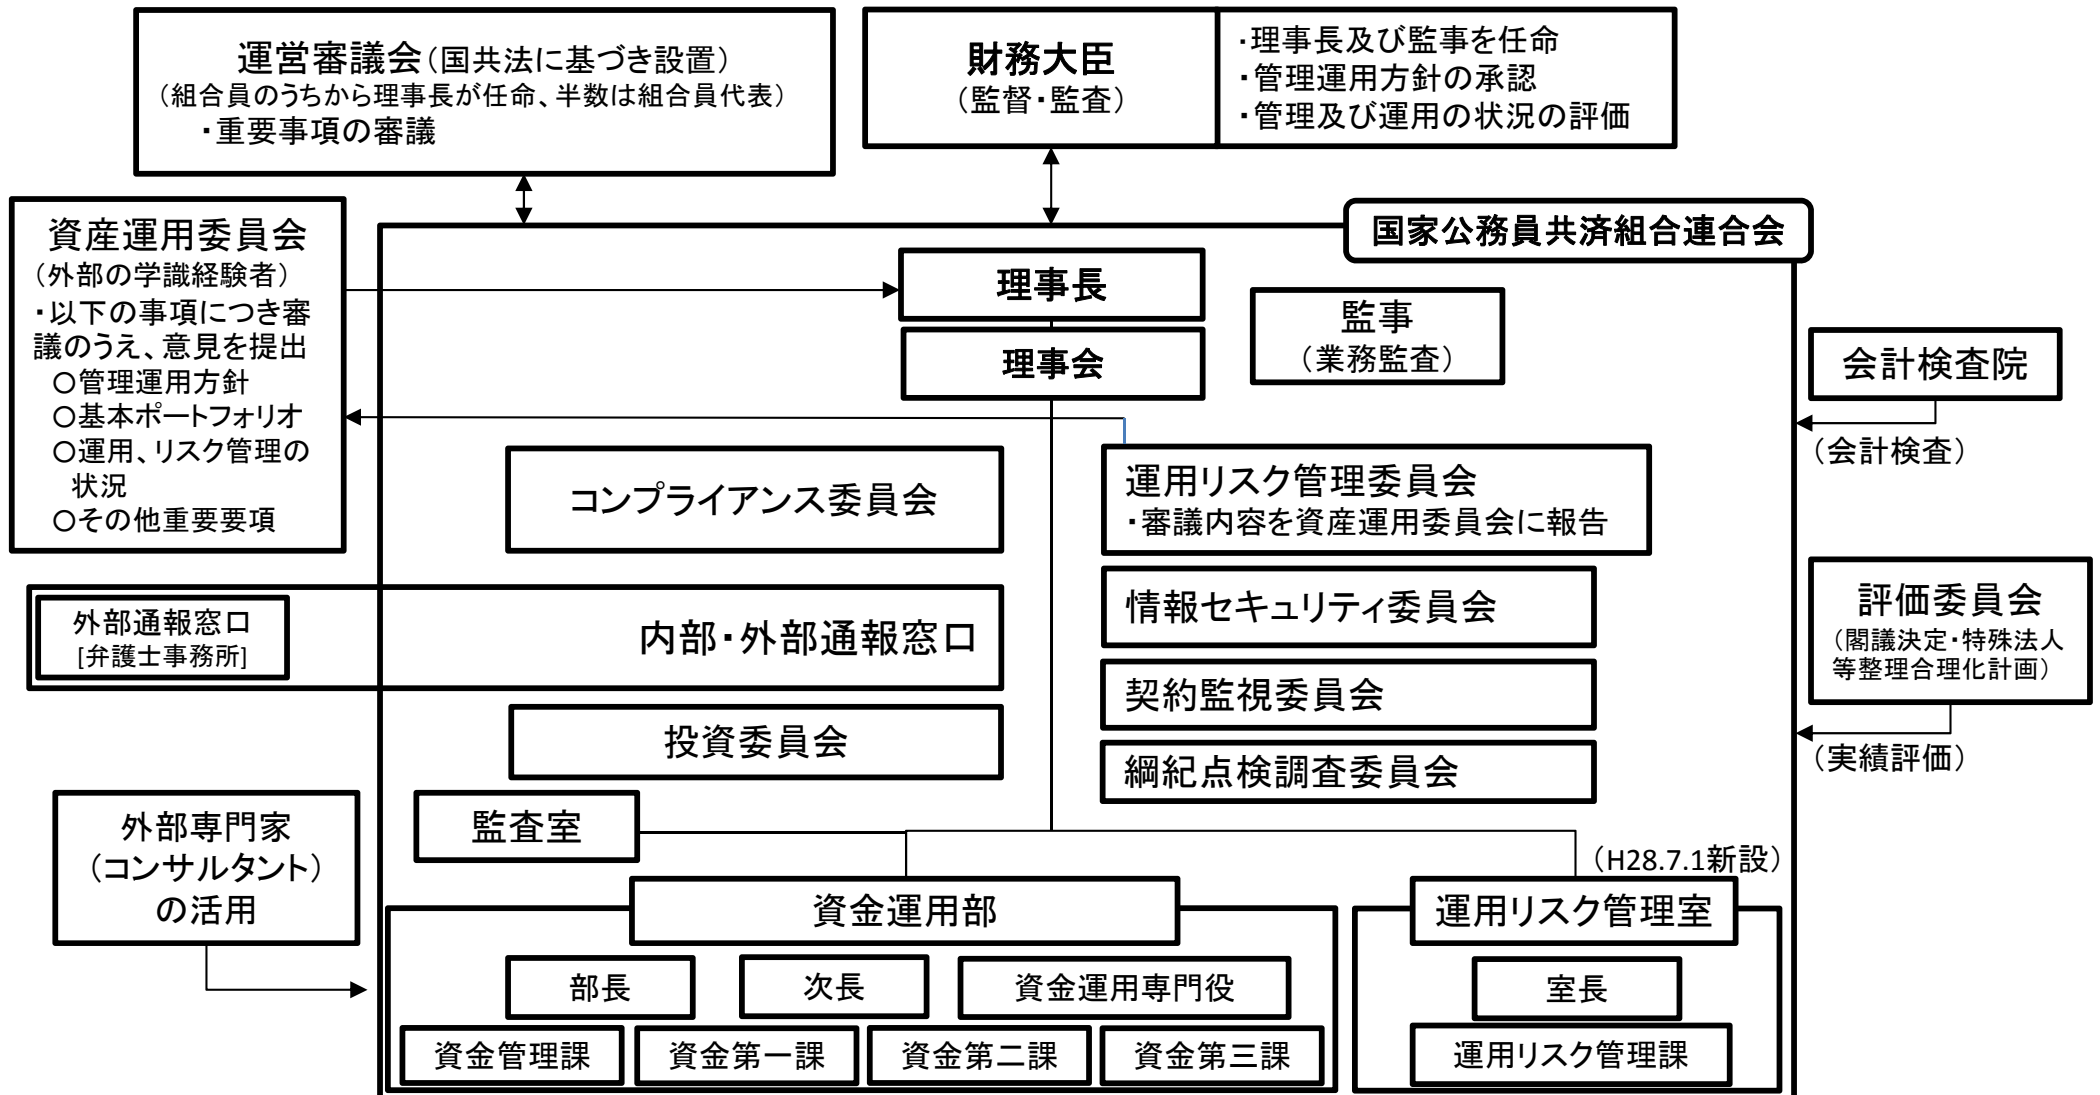 運営審議会（国共法に基づき設置）
（組合員のうちから理事長が任命、半数は組合員代表）
・重要事項の審議
財務大臣
（監督・監査）
・理事長及び監事を任命
・管理運用方針の承認
・管理及び運用の状況の評価
国家公務員共済組合連合会
資産運用委員会
（外部の学識経験者）
・以下の事項につき審
議のうえ、意見を提出
○管理運用方針
○基本ポートフォリオ
○運用、リスク管理の
状況
○その他重要要項
理事長
理事会
監事
（業務監査）
会計検査院
（会計検査）
コンプライアンス委員会
運用リスク管理委員会
・審議内容を資産運用委員会に報告
外部通報窓口
[弁護士事務所]
内部・外部通報窓口
情報セキュリティ委員会
評価委員会
（閣議決定・特殊法人
等整理合理化計画）
（実績評価）
契約監視委員会
投資委員会
綱紀点検調査委員会
外部専門家
（コンサルタント）
の活用
監査室
（H28.7.1新設）
資金運用部
運用リスク管理室
部長
次長
資金運用専門役
室長
資金管理課
資金第一課
資金第二課
資金第三課
運用リスク管理課